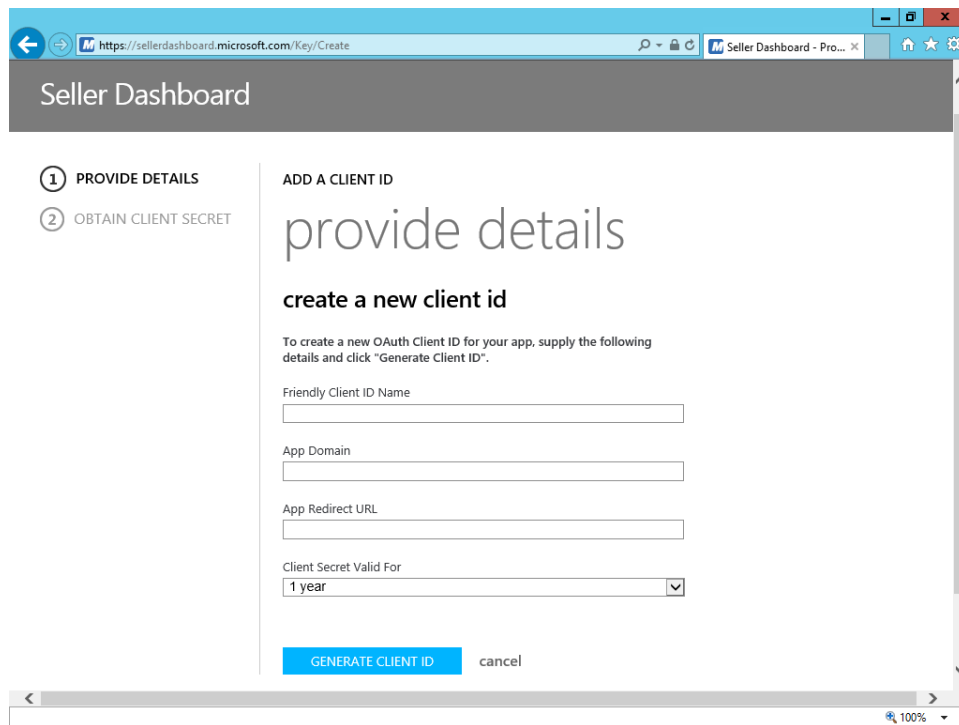 https://sellerdashboard.microsoft.com/Key/Create
Seller Dashboard - Pro...
Seller Dashboard
1 PROVIDE DETAILS
2 OBTAIN CLIENT SECRET
ADD A CLIENT ID
provide details
create a new client id
To create a new OAuth Client ID for your app, supply the following
details and click "Generate Client ID".
Friendly Client ID Name
App Domain
App Redirect URL
Client Secret Valid For
1 year
GENERATE CLIENT ID cancel
100%